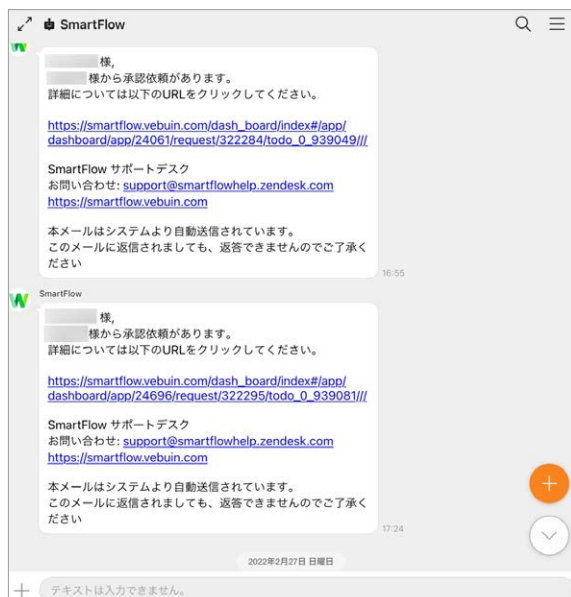 SmartFlow
様,
様から承認依頼があります。
詳細については以下のURLをクリックしてください。
https://smartflow.vebuin.com/dash_board/index#/app/
dashboard/app/24061/request/322284/todo_0_939049///
SmartFlow サポートデスク
お問い合わせ: support@smartflowhelp.zendesk.com
https://smartflow.vebuin.com
本メールはシステムより自動送信されています。
このメールに返信されましても、返答できませんのでご了承く
ださい
16:55
SmartFlow
様,
様から承認依頼があります。
詳細については以下のURLをクリックしてください。
https://smartflow.vebuin.com/dash_board/index#/app/
dashboard/app/24696/request/322295/todo_0_939081///
SmartFlow サポートデスク
お問い合わせ: support@smartflowhelp.zendesk.com
https://smartflow.vebuin.com
本メールはシステムより自動送信されています。
このメールに返信されましても、返答できませんのでご了承く
ださい
17:24
2022年2月27日 日曜日
テキストは入力できません。